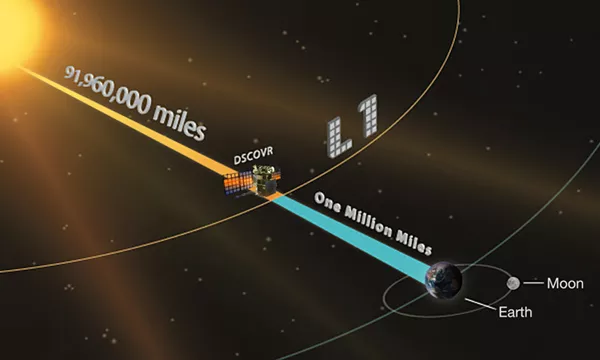 91,960,000 miles
DSCOVR
L1
One Million Miles
Moon
Earth